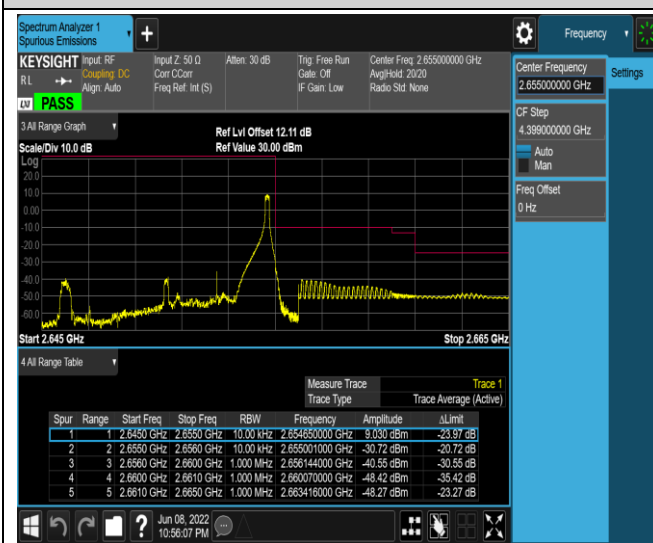 Spectrum Analyzer 1
Spurious Emissions
Frequency
KEYSIGHT Input: RF Input Z: 50 Ω Atten: 30 dB Trig: Free Run Center Freq: 2.655000000 GHz
RL Coupling: DC Corr CCorr Gate: Off Avg|Hold: 20/20
Align: Auto Freq Ref: Int (S) IF Gain: Low Radio Std: None
PASS
3 All Range Graph
Ref Lvl Offset 12.11 dB
Scale/Div 10.0 dB Ref Value 30.00 dBm
Log
20.0
10.0
0.00
-10.0
-20.0
-30.0
-40.0
-50.0
-60.0
Start 2.645 GHz Stop 2.665 GHz
4 All Range Table
Measure Trace Trace 1
Trace Type Trace Average (Active)
Spur Range Start Freq Stop Freq RBW Frequency Amplitude ΔLimit
1 1 2.6450 GHz 2.6550 GHz 10.00 kHz 2.654650000 GHz 9.030 dBm -23.97 dB
2 2 2.6550 GHz 2.6560 GHz 10.00 kHz 2.655001000 GHz -30.72 dBm -20.72 dB
3 3 2.6560 GHz 2.6600 GHz 1.000 MHz 2.656144000 GHz -40.55 dBm -30.55 dB
4 4 2.6600 GHz 2.6610 GHz 1.000 MHz 2.660070000 GHz -48.42 dBm -35.42 dB
5 5 2.6610 GHz 2.6650 GHz 1.000 MHz 2.663416000 GHz -48.27 dBm -23.27 dB
Jun 08, 2022
10:56:07 PM
Center Frequency
2.655000000 GHz
Settings
CF Step
4.399000000 GHz
Auto
Man
Freq Offset
0 Hz